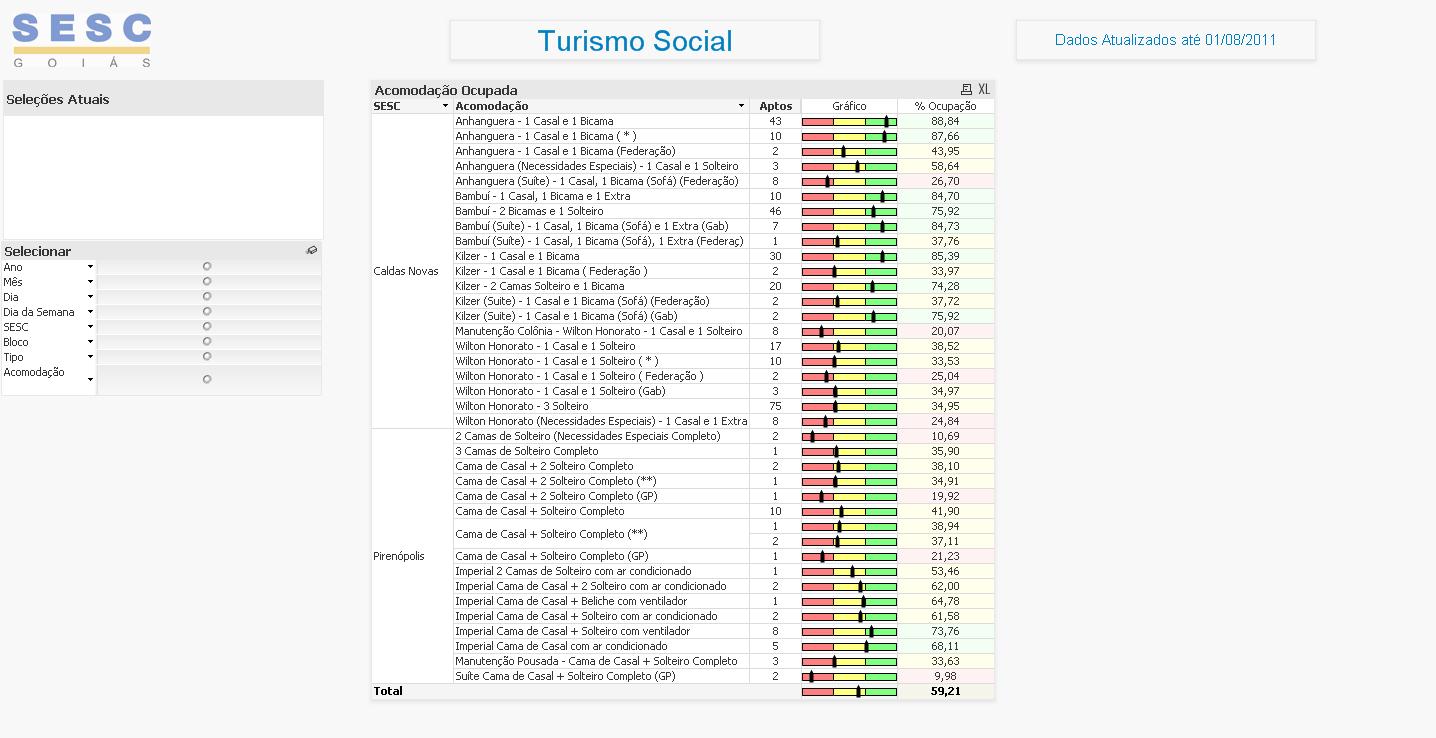 SESC
GOIÁS
Turismo Social
Dados Atualizados até 01/08/2011
Seleções Atuais
Selecionar
Ano
Mês
Dia
Dia da Semana
SESC
Bloco
Tipo
Acomodação
Acomodação Ocupada XL
SESC Acomodação Aptos Gráfico % Ocupação
Caldas Novas
Anhanguera - 1 Casal e 1 Bicama 43 88,84
Anhanguera - 1 Casal e 1 Bicama ( * ) 10 87,66
Anhanguera - 1 Casal e 1 Bicama (Federação) 2 43,95
Anhanguera (Necessidades Especiais) - 1 Casal e 1 Solteiro 3 58,64
Anhanguera (Suíte) - 1 Casal, 1 Bicama (Sofá) (Federação) 8 26,70
Bambuí - 1 Casal, 1 Bicama e 1 Extra 10 84,70
Bambuí - 2 Bicamas e 1 Solteiro 46 75,92
Bambuí (Suíte) - 1 Casal, 1 Bicama (Sofá) e 1 Extra (Gab) 7 84,73
Bambuí (Suíte) - 1 Casal, 1 Bicama (Sofá), 1 Extra (Federaç) 1 37,76
Kilzer - 1 Casal e 1 Bicama 30 85,39
Kilzer - 1 Casal e 1 Bicama ( Federação ) 2 33,97
Kilzer - 2 Camas Solteiro e 1 Bicama 20 74,28
Kilzer (Suite) - 1 Casal e 1 Bicama (Sofá) (Federação) 2 37,72
Kilzer (Suite) - 1 Casal e 1 Bicama (Sofá) (Gab) 2 75,92
Manutenção Colônia - Wilton Honorato - 1 Casal e 1 Solteiro 8 20,07
Wilton Honorato - 1 Casal e 1 Solteiro 17 38,52
Wilton Honorato - 1 Casal e 1 Solteiro ( * ) 10 33,53
Wilton Honorato - 1 Casal e 1 Solteiro ( Federação ) 2 25,04
Wilton Honorato - 1 Casal e 1 Solteiro (Gab) 3 34,97
Wilton Honorato - 3 Solteiro 75 34,95
Wilton Honorato (Necessidades Especiais) - 1 Casal e 1 Extra 8 24,84
Pirenópolis
2 Camas de Solteiro (Necessidades Especiais Completo) 2 10,69
3 Camas de Solteiro Completo 1 35,90
Cama de Casal + 2 Solteiro Completo 2 38,10
Cama de Casal + 2 Solteiro Completo (**) 1 34,91
Cama de Casal + 2 Solteiro Completo (GP) 1 19,92
Cama de Casal + Solteiro Completo 10 41,90
Cama de Casal + Solteiro Completo (**) 1 38,94
2 37,11
Cama de Casal + Solteiro Completo (GP) 1 21,23
Imperial 2 Camas de Solteiro com ar condicionado 1 53,46
Imperial Cama de Casal + 2 Solteiro com ar condicionado 2 62,00
Imperial Cama de Casal + Beliche com ventilador 1 64,78
Imperial Cama de Casal + Solteiro com ar condicionado 2 61,58
Imperial Cama de Casal + Solteiro com ventilador 8 73,76
Imperial Cama de Casal com ar condicionado 5 68,11
Manutenção Pousada - Cama de Casal + Solteiro Completo 3 33,63
Suíte Cama de Casal + Solteiro Completo (GP) 2 9,98
Total 59,21